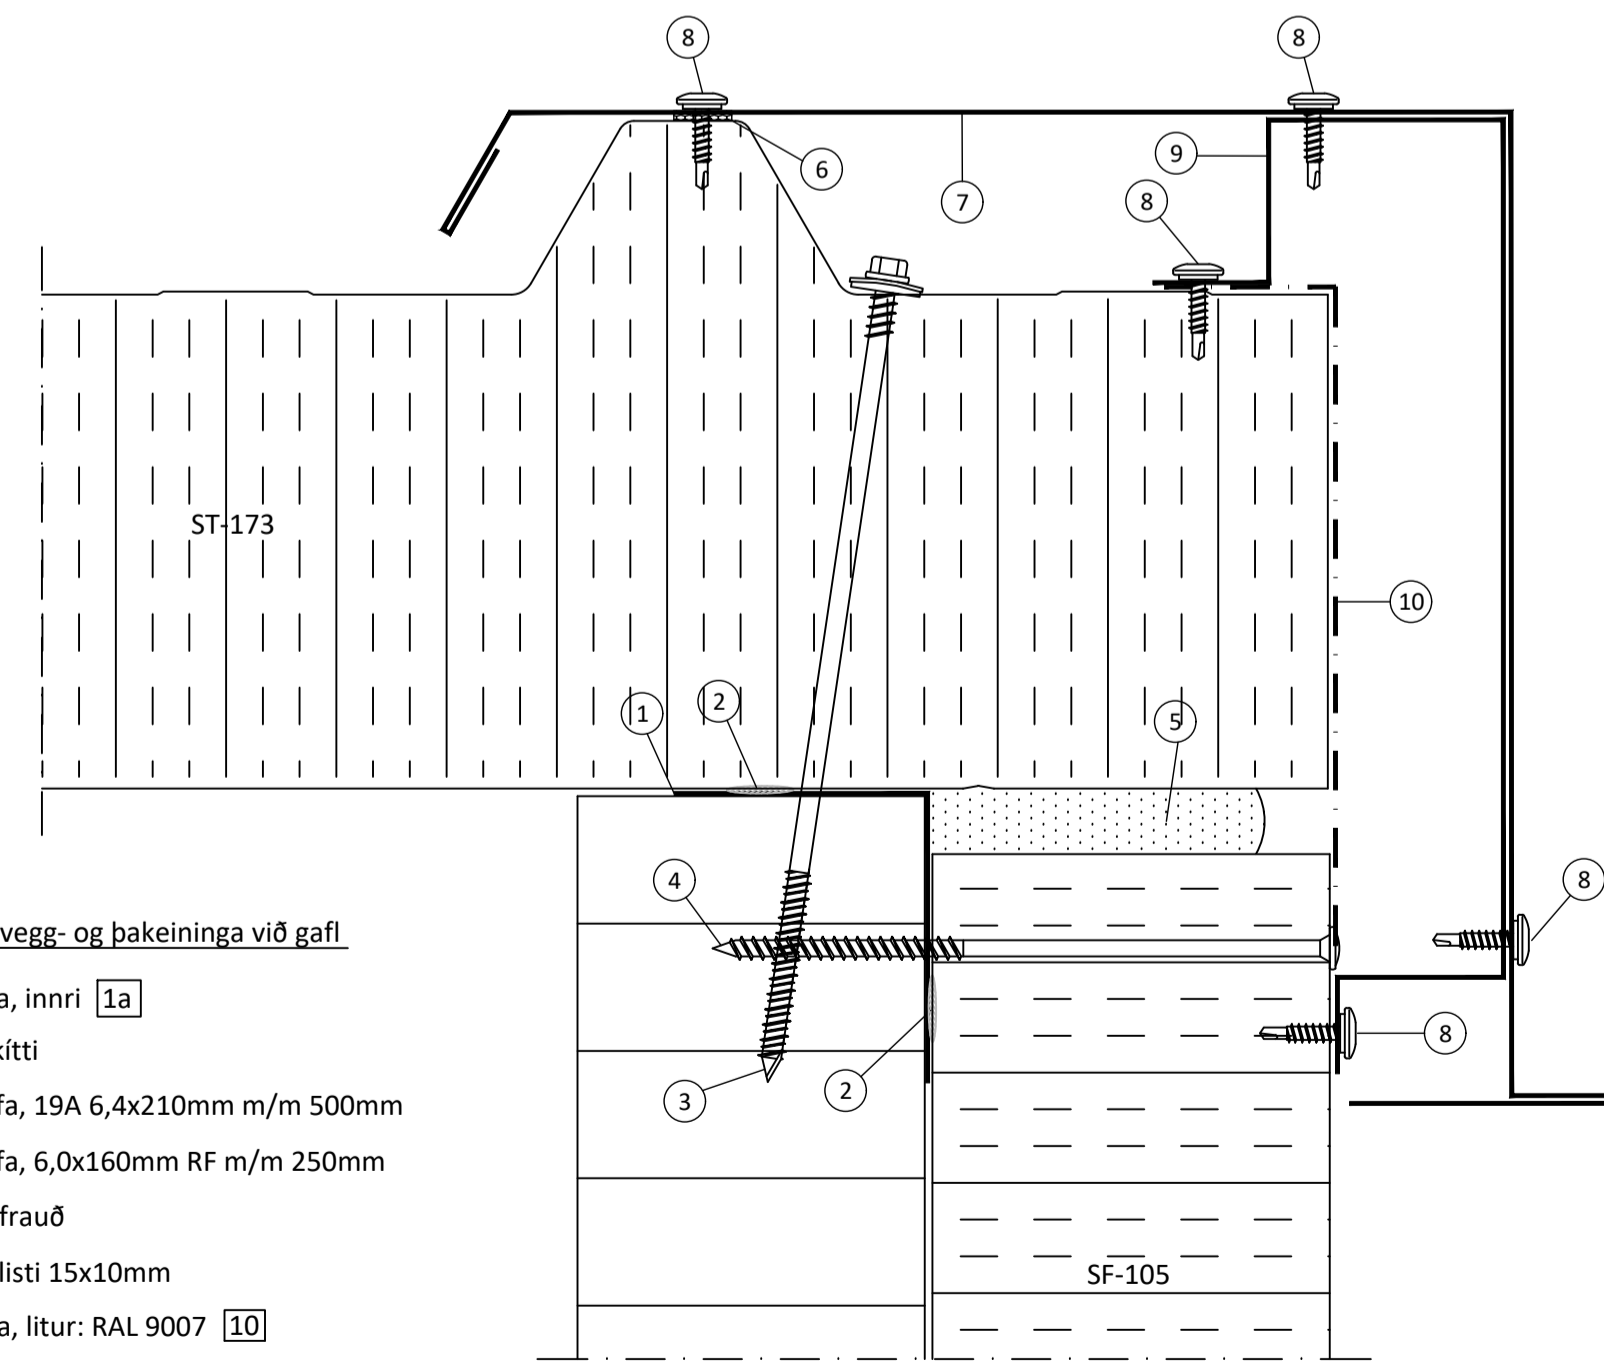 8 8
6
9
7
8
ST-173
10
1
2
5
4
8
vegg- og þakeininga við gafl
a, innri 1a
kítti
8
3
2
fa, 19A 6,4x210mm m/m 500mm
fa, 6,0x160mm RF m/m 250mm
frauð
listi 15x10mm
SF-105
a, litur: RAL 9007 10